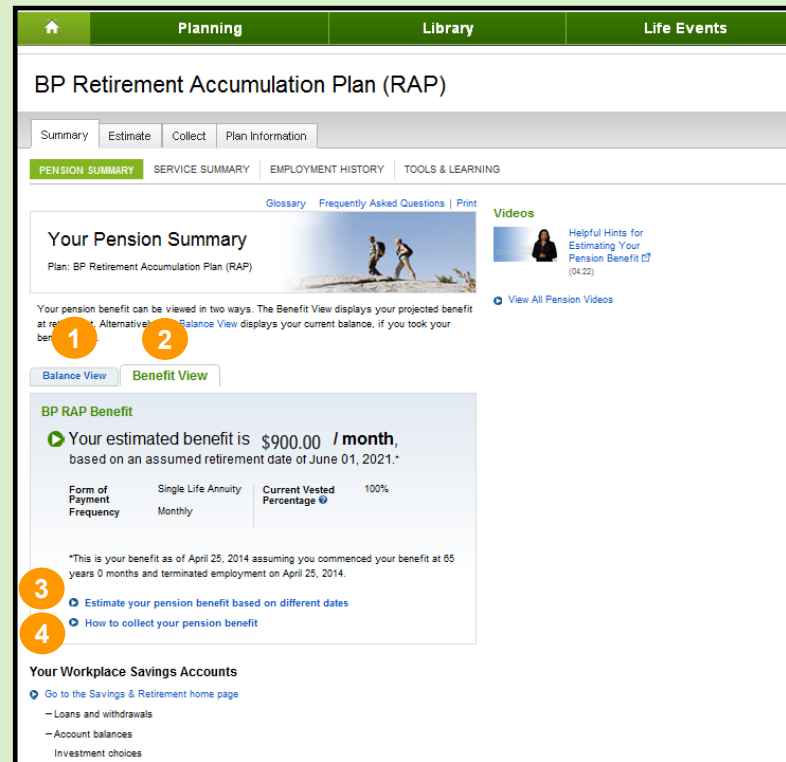 Planning Library Life Events
BP Retirement Accumulation Plan (RAP)
Summary Estimate Collect Plan Information
PENSION SUMMARY SERVICE SUMMARY EMPLOYMENT HISTORY TOOLS & LEARNING
Glossary Frequently Asked Questions | Print
Your Pension Summary
Plan: BP Retirement Accumulation Plan (RAP)
Videos
Helpful Hints for
Estimating Your
Pension Benefit
(04:22)
View All Pension Videos
Your pension benefit can be viewed in two ways. The Benefit View displays your projected benefit
at Alternatively Balance View displays your current balance, if you took your
1 2
Balance View Benefit View
BP RAP Benefit
Your estimated benefit is $900.00 / month,
based on an assumed retirement date of June 01, 2021.*
Form of Payment Single Life Annuity Current Vested Percentage 100%
Frequency Monthly
*This is your benefit as of April 25, 2014 assuming you commenced your benefit at 65
years 0 months and terminated employment on April 25, 2014.
3 Estimate your pension benefit based on different dates
4 How to collect your pension benefit
Your Workplace Savings Accounts
Go to the Savings & Retirement home page
– Loans and withdrawals
– Account balances
Investment choices